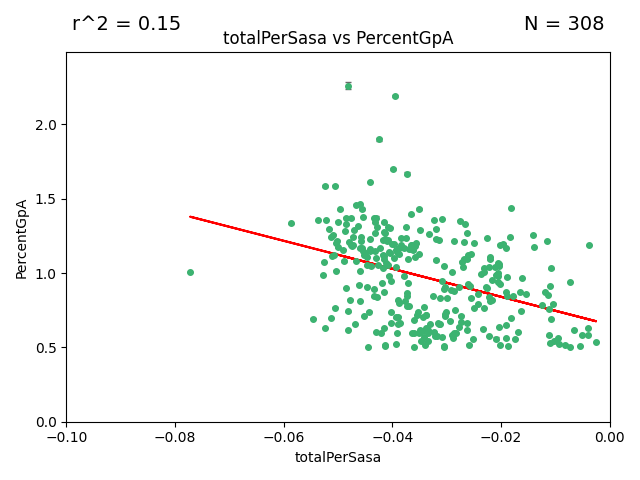 r^2 = 0.15
N = 308
totalPerSasa vs PercentGpA
PercentGpA
2.0
1.5
1.0
0.5
0.0
−0.10
−0.08
−0.06
−0.04
−0.02
0.00
totalPerSasa